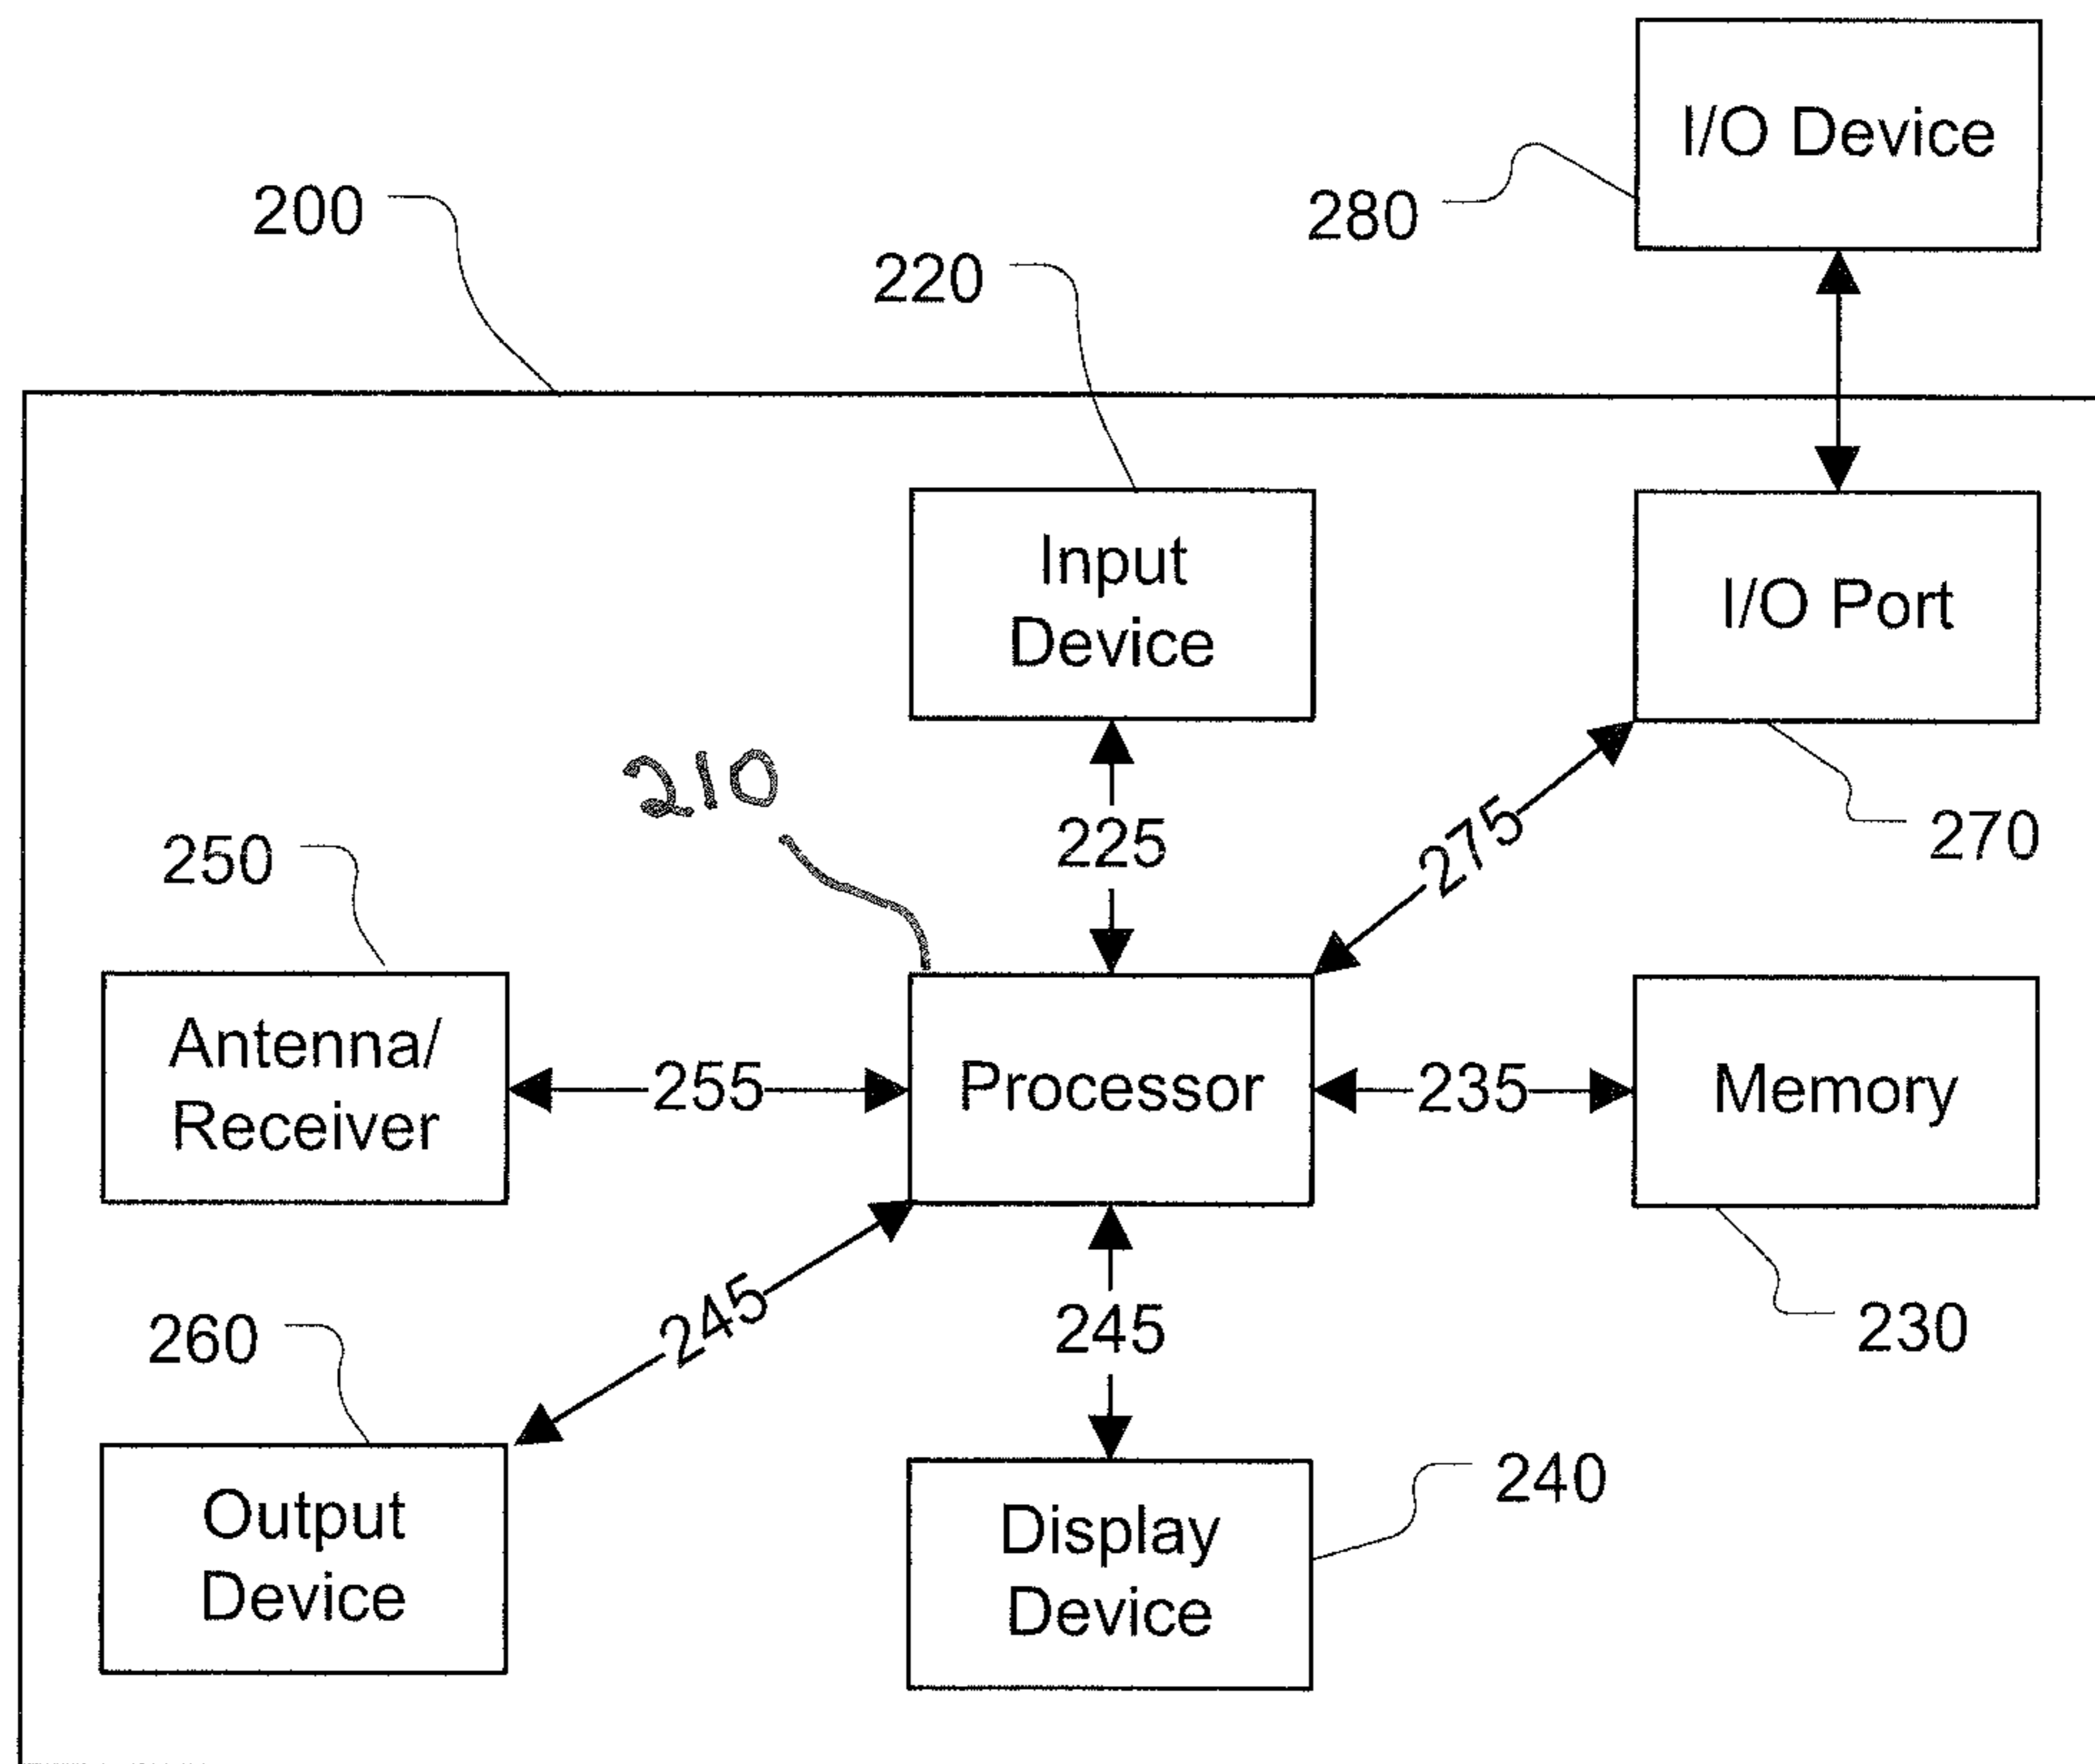 I/O Device
200
280
220
Input
Device
I/O Port
210
225
275
270
250
Antenna/
Receiver
255
Processor
235
Memory
260
245
245
230
Output
Device
Display
Device
240